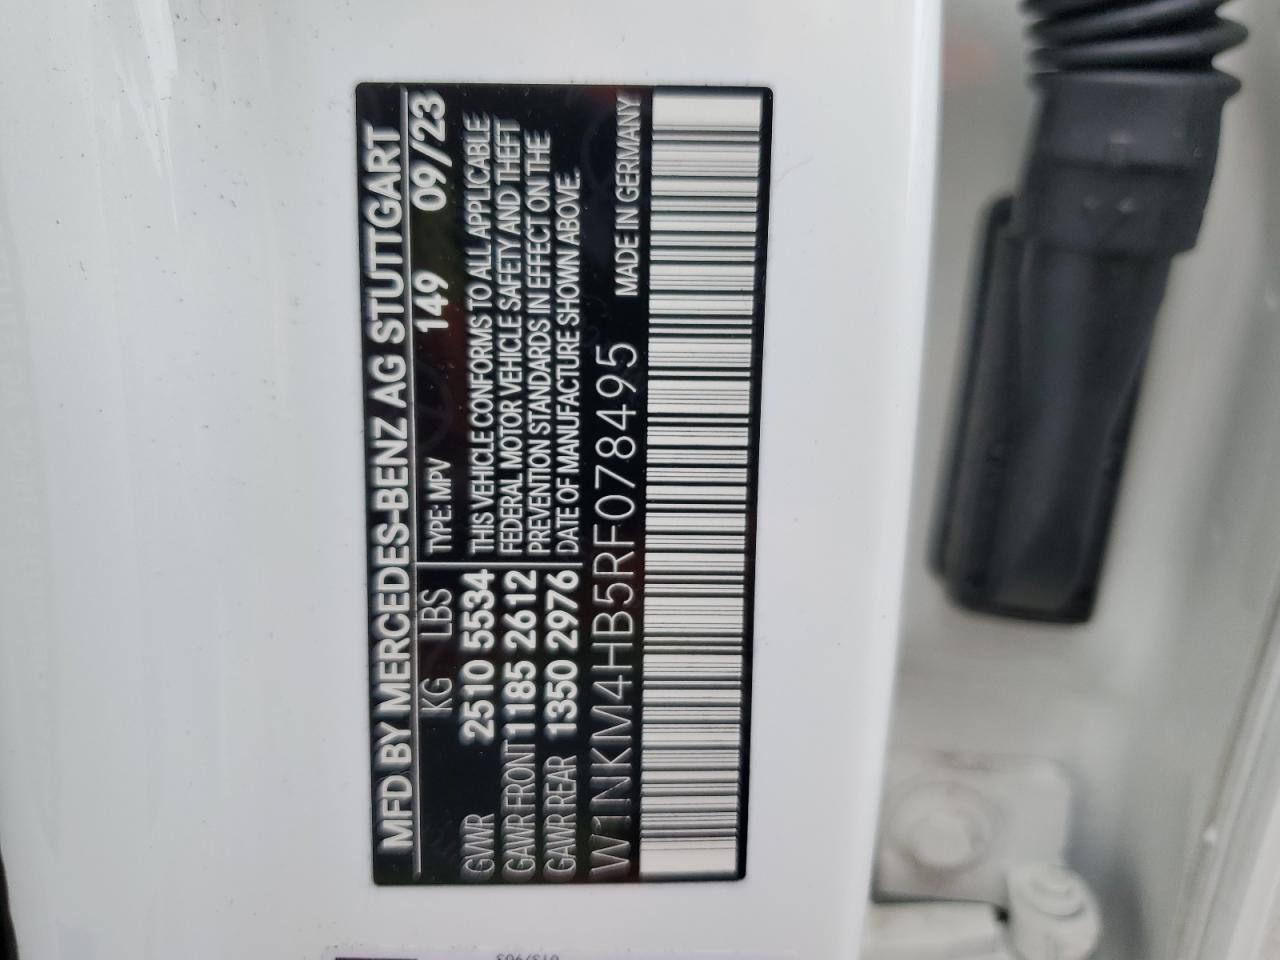 MFD BY MERCEDES-BENZ AG STUTTGART
KG LBS TYPE: MPV 149 09/23
GVWR 2510 5534
GAWR FRONT 1185 2612
GAWR REAR 1350 2976
THIS VEHICLE CONFORMS TO ALL APPLICABLE
FEDERAL MOTOR VEHICLE SAFETY AND THEFT
PREVENTION STANDARDS IN EFFECT ON THE
DATE OF MANUFACTURE SHOWN ABOVE.
W1NKM4HB5RF078495 MADE IN GERMANY